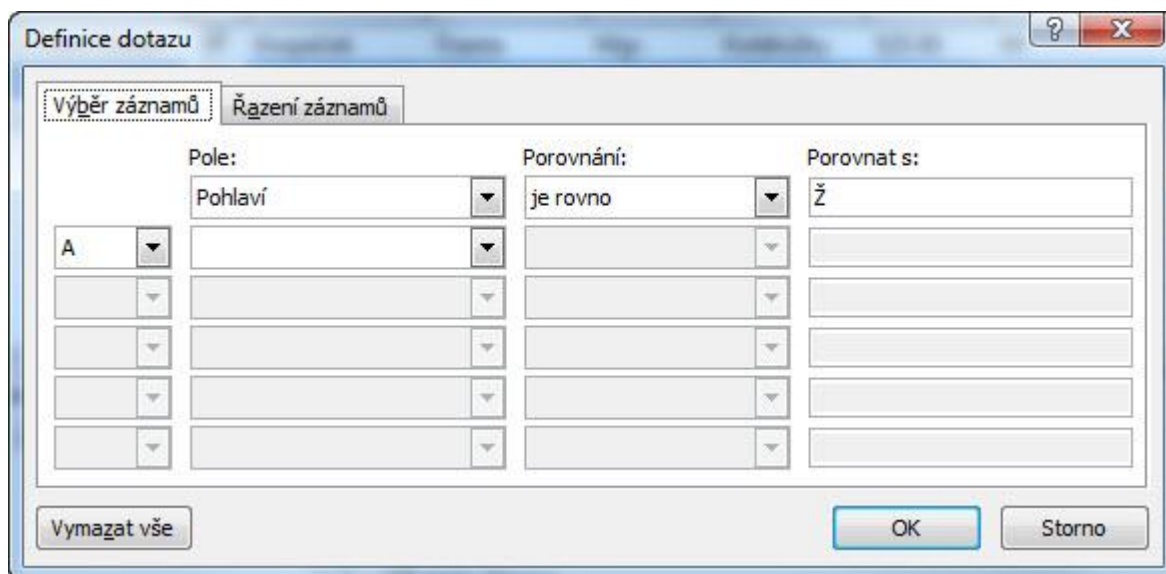 Definice dotazu
Výběr záznamů Řazení záznamů
Pole: Porovnání: Porovnat s:
Pohlaví je rovno Ž
A
Vymazat vše OK Storno